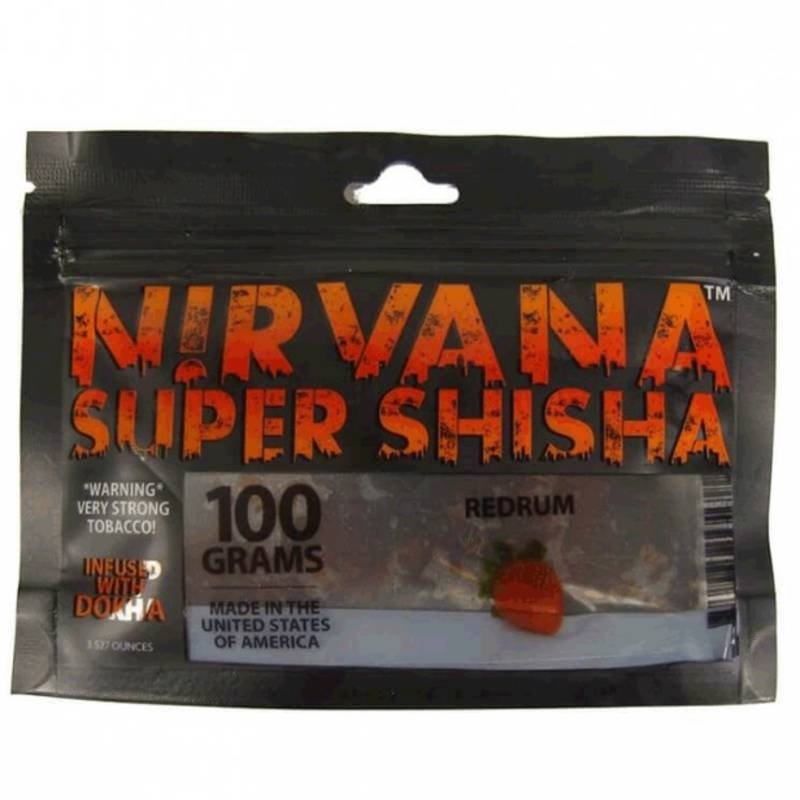 NIRVANA™
SUPER SHISHA
*WARNING*
VERY STRONG
TOBACCO!
INFUSED
WITH
DOKHA
3.527 OUNCES
100
GRAMS
MADE IN THE
UNITED STATES
OF AMERICA
REDRUM